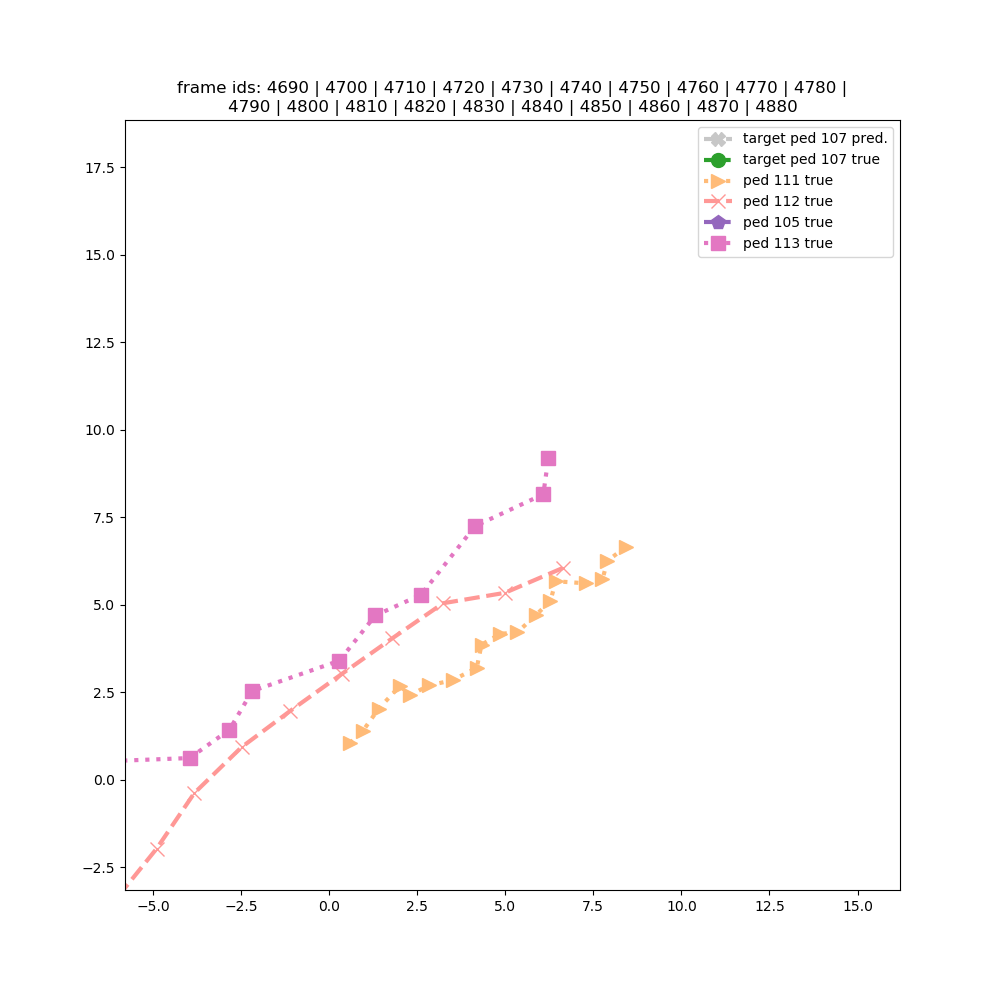 frame ids: 4690 | 4700 | 4710 | 4720 | 4730 | 4740 | 4750 | 4760 | 4770 | 4780 |
4790 | 4800 | 4810 | 4820 | 4830 | 4840 | 4850 | 4860 | 4870 | 4880
target ped 107 pred.
target ped 107 true
ped 111 true
ped 112 true
ped 105 true
ped 113 true
17.5
15.0
12.5
10.0
7.5
5.0
2.5
0.0
−2.5
−5.0 −2.5 0.0 2.5 5.0 7.5 10.0 12.5 15.0